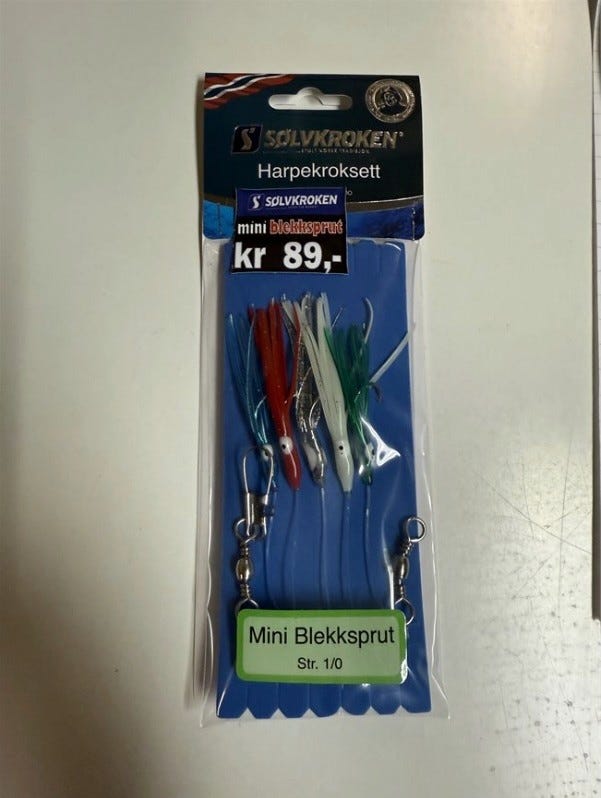 S SØLVKROKEN®
Harpekroksett
S SØLVKROKEN
mini blekksprut
kr 89,-
Mini Blekksprut
Str. 1/0